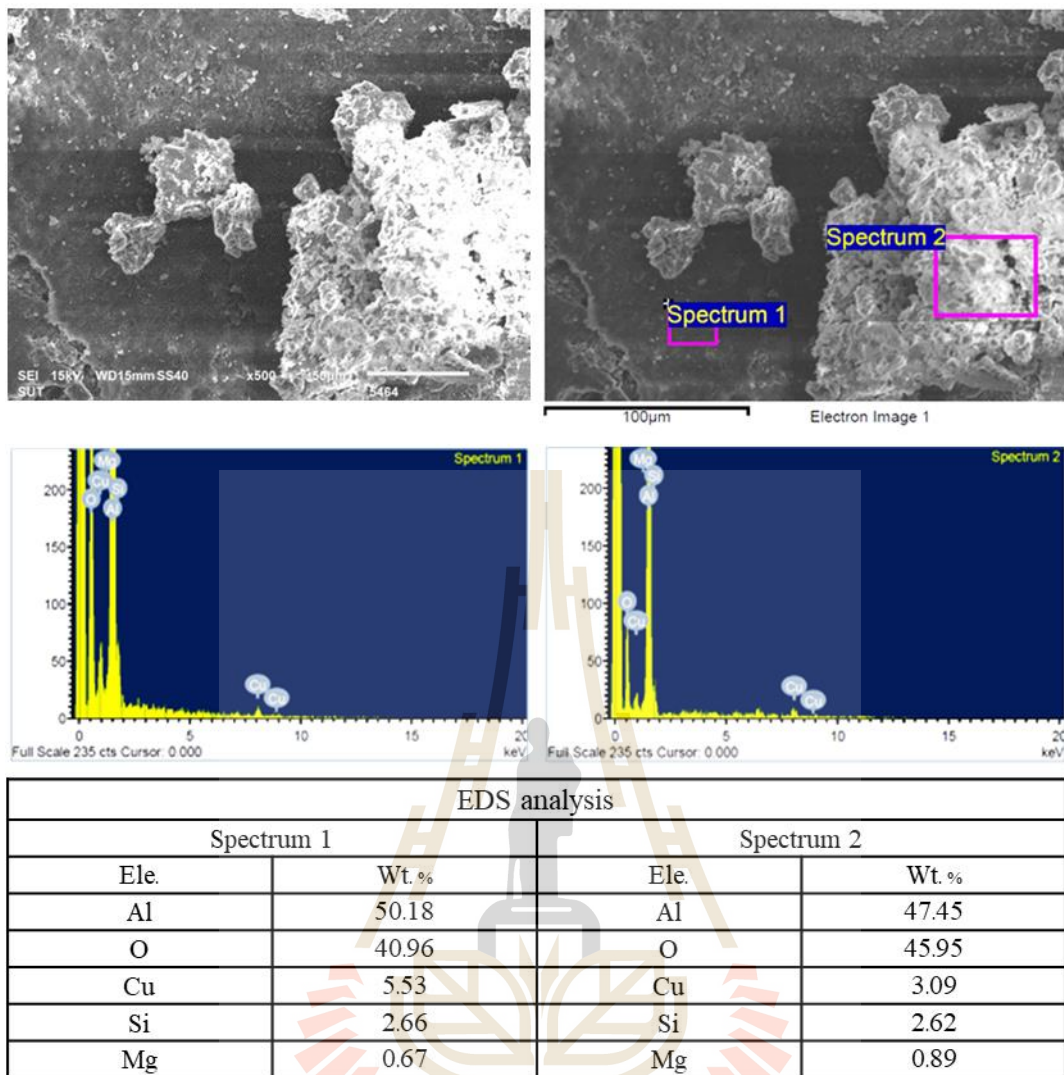 SEI 15kV WD15mm SS40 x500 50µm
SUT 5464
Spectrum 2
Spectrum 1
100µm Electron Image 1
Spectrum 1
Mg
Cu
Si
O
Al
200
150
100
50
0
Cu
Cu
0 5 10 15 20
Full Scale 235 cts Cursor: 0.000 keV
Spectrum 2
Mg
Si
Al
200
150
O
100
Cu
50
0
Cu
Cu
0 5 10 15 20
Full Scale 235 cts Cursor: 0.000 keV
EDS analysis
Spectrum 1 Spectrum 2
Ele. Wt.% Ele. Wt.%
Al 50.18 Al 47.45
O 40.96 O 45.95
Cu 5.53 Cu 3.09
Si 2.66 Si 2.62
Mg 0.67 Mg 0.89